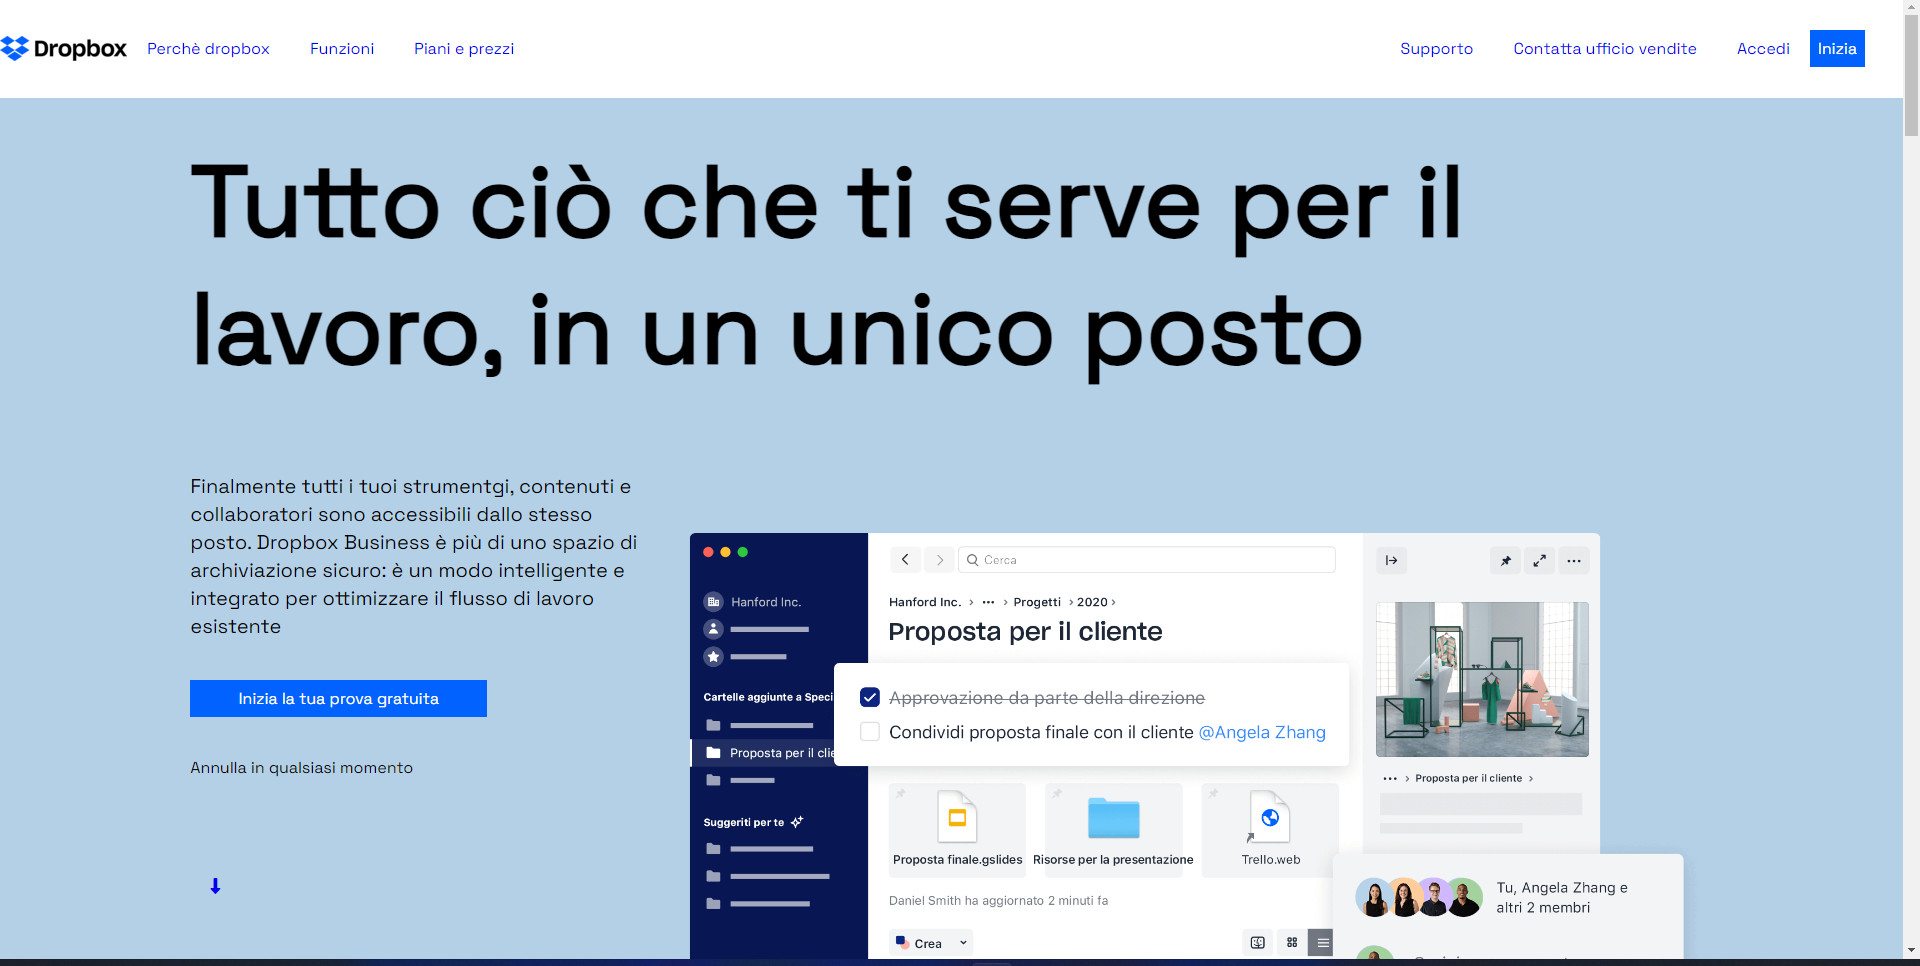 Dropbox
Perchè dropbox
Funzioni
Piani e prezzi
Supporto
Contatta ufficio vendite
Accedi
Inizia
Tutto ciò che ti serve per il
lavoro, in un unico posto
Finalmente tutti i tuoi strumentgi, contenuti e
collaboratori sono accessibili dallo stesso
posto. Dropbox Business è più di uno spazio di
archiviazione sicuro: è un modo intelligente e
integrato per ottimizzare il flusso di lavoro
esistente
Inizia la tua prova gratuita
Annulla in qualsiasi momento
Hanford Inc.
Cartelle aggiunte a Speci
Proposta per il clie
Suggeriti per te
Cerca
Hanford Inc. > ··· > Progetti > 2020 >
Proposta per il cliente
Approvazione da parte della direzione
Condividi proposta finale con il cliente @Angela Zhang
Proposta finale.gslides
Risorse per la presentazione
Trello.web
Daniel Smith ha aggiornato 2 minuti fa
Crea
··· > Proposta per il cliente >
Tu, Angela Zhang e
altri 2 membri